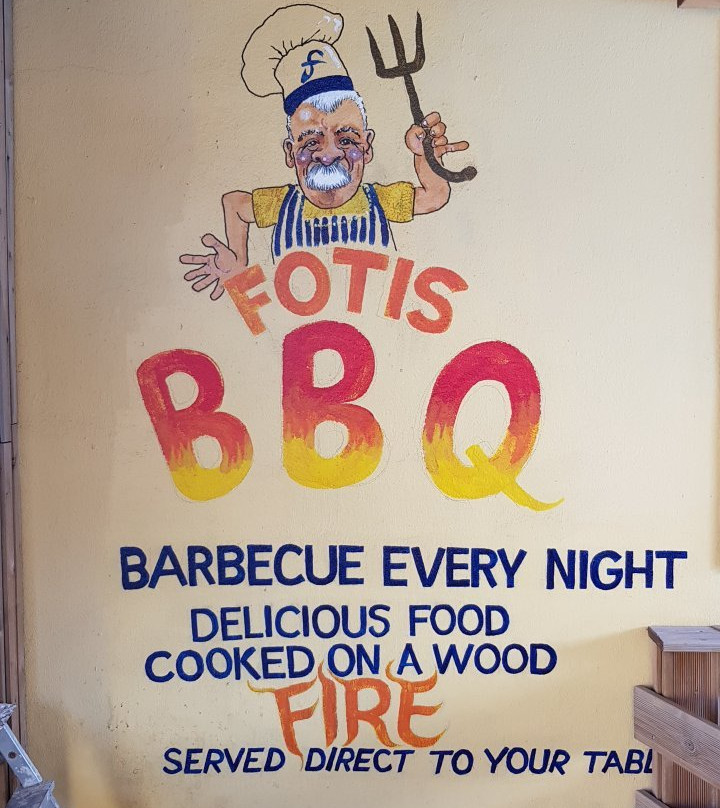 f
FOTIS
BBQ
BARBECUE EVERY NIGHT
DELICIOUS FOOD
COOKED ON A WOOD
FIRE
SERVED DIRECT TO YOUR TABL